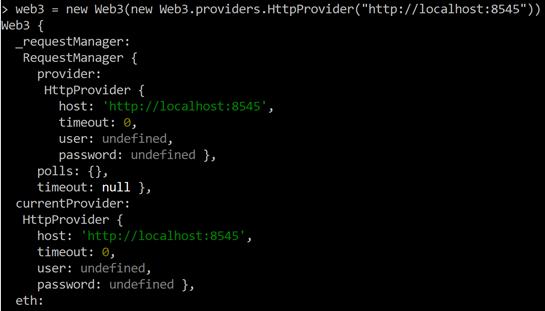 > web3 = new Web3(new Web3.providers.HttpProvider("http://localhost:8545"))
Web3 {
  _requestManager:
   RequestManager {
     provider:
      HttpProvider {
        host: 'http://localhost:8545',
        timeout: 0,
        user: undefined,
        password: undefined },
     polls: {},
     timeout: null },
  currentProvider:
   HttpProvider {
     host: 'http://localhost:8545',
     timeout: 0,
     user: undefined,
     password: undefined },
  eth: